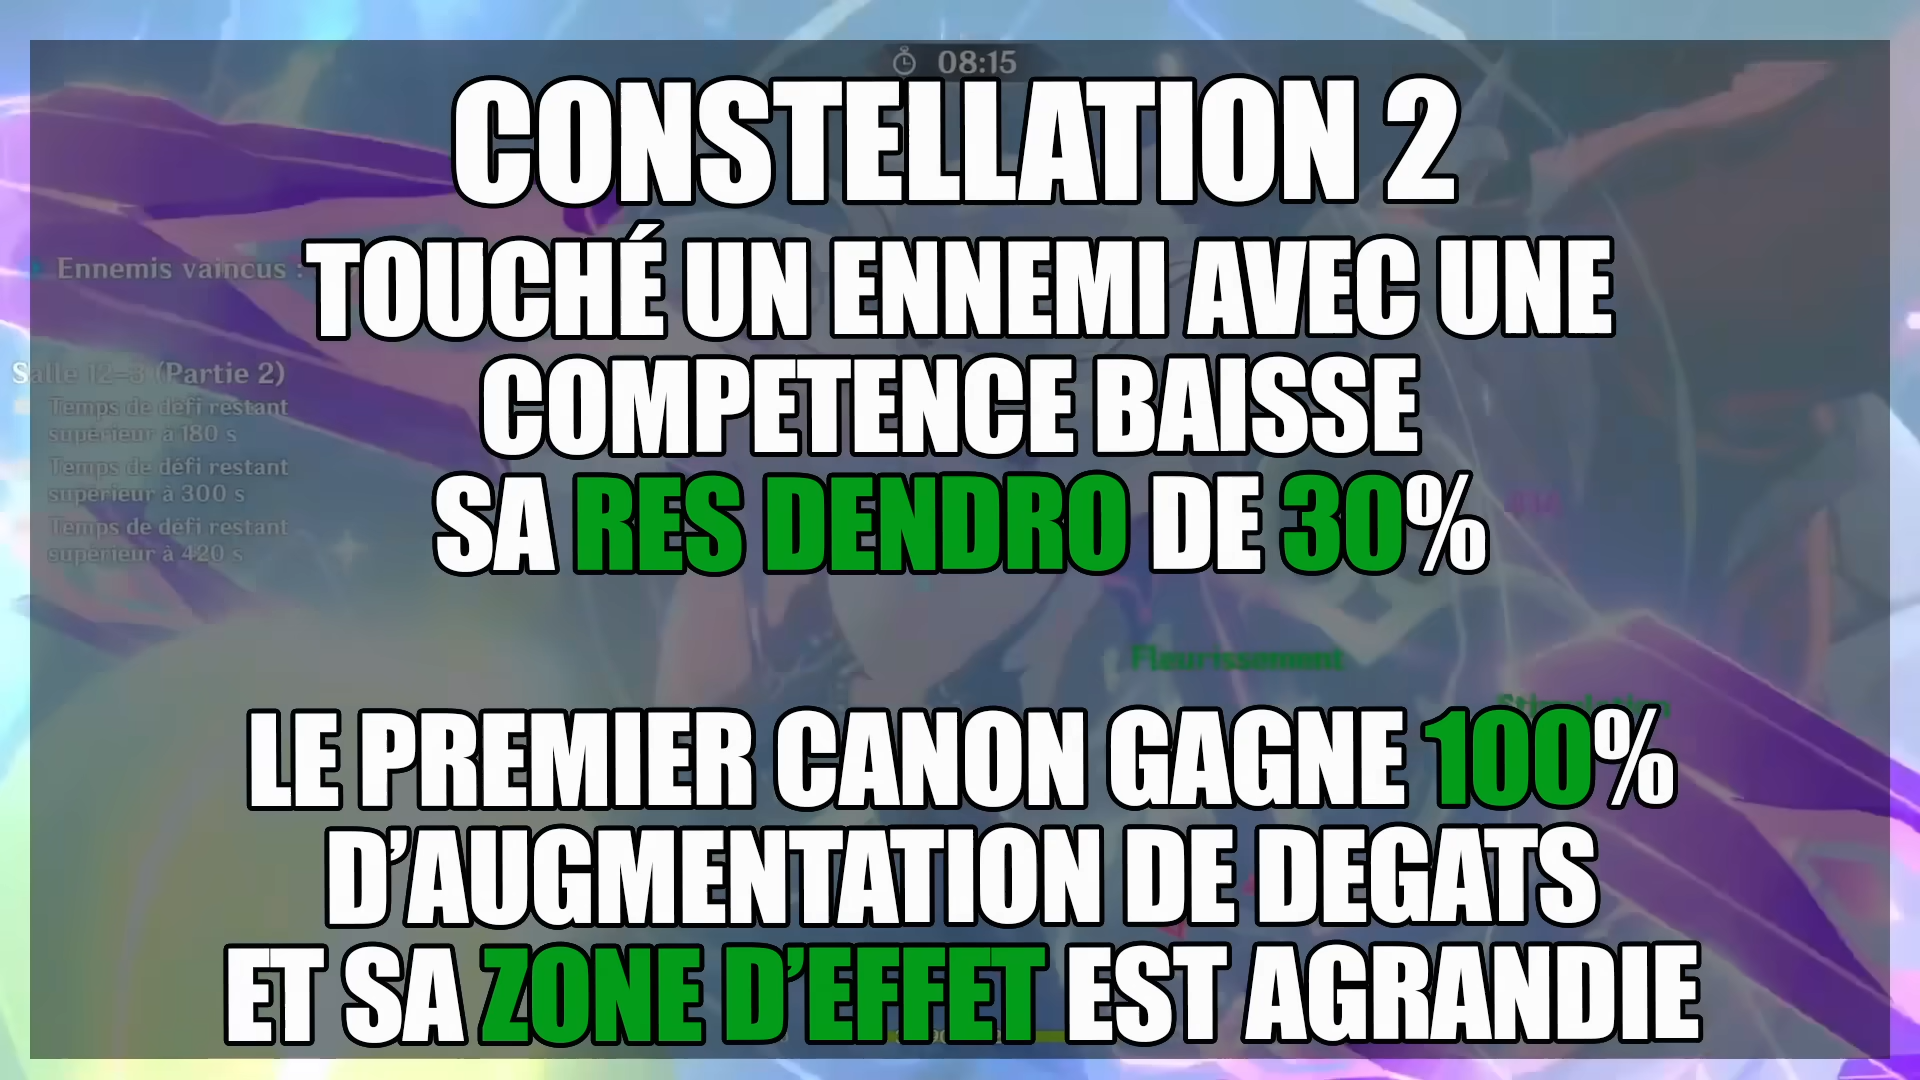 08:15
CONSTELLATION 2
TOUCHÉ UN ENNEMI AVEC UNE
COMPETENCE BAISSE
SA RES DENDRO DE 30%
LE PREMIER CANON GAGNE 100%
D'AUGMENTATION DE DEGATS
ET SA ZONE D'EFFET EST AGRANDIE
Ennemis vaincus :
Salle 12-3 (Partie 2)
Temps de défi restant
supérieur à 180 s
Temps de défi restant
supérieur à 300 s
Temps de défi restant
supérieur à 420 s
Fleurissement